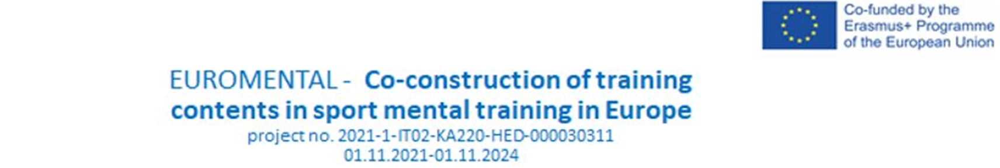 Co-funded by the
Erasmus+ Programme
of the European Union
EUROMENTAL - Co-construction of training
contents in sport mental training in Europe
project no. 2021-1-IT02-KA220-HED-000030311
01.11.2021-01.11.2024